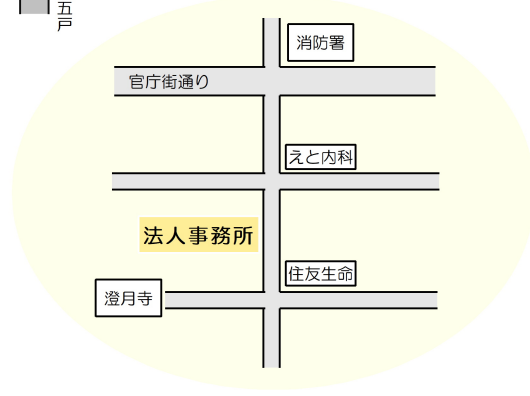 五戸
消防署
官庁街通り
えと内科
法人事務所
住友生命
澄月寺